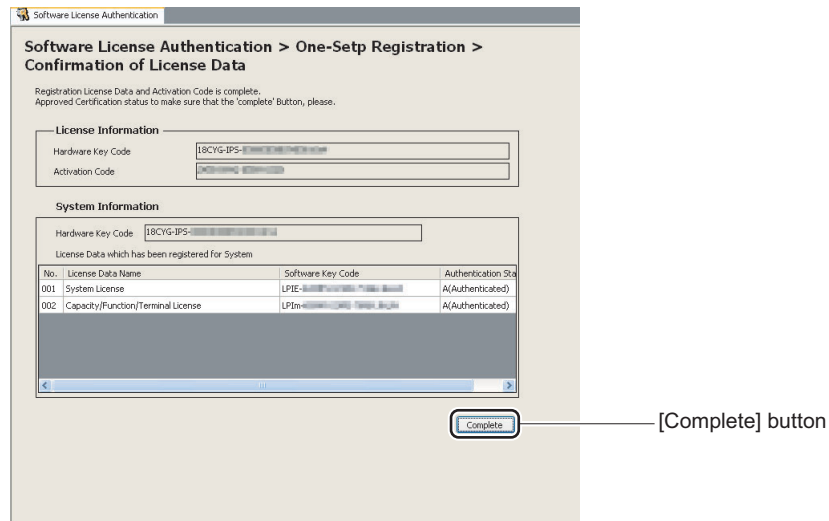 Software License Authentication
Software License Authentication > One-Setp Registration >
Confirmation of License Data
Registration License Data and Activation Code is complete.
Approved Certification status to make sure that the 'complete' Button, please.
License Information
Hardware Key Code 18CYG-IPS-
Activation Code
System Information
Hardware Key Code 18CYG-IPS-
License Data which has been registered for System
No. License Data Name Software Key Code Authentication Sta
001 System License LPIE- A(Authenticated)
002 Capacity/Function/Terminal License LPIm- A(Authenticated)
Complete
[Complete] button